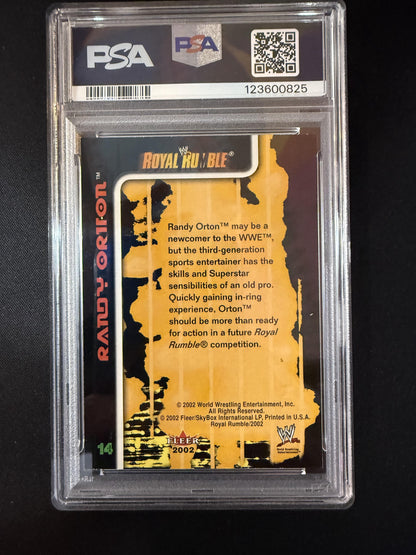 PSA
PSA
123600825
W
ROYAL RUMBLE®
RANDY ORTON™
Randy Orton™ may be a
newcomer to the WWE™,
but the third-generation
sports entertainer has the
skills and Superstar
sensibilities of an old pro.
Quickly gaining in-ring
experience, Orton™
should be more than ready
for action in a future Royal
Rumble® competition.
© 2002 World Wrestling Entertainment, Inc.
All Rights Reserved.
© 2002 Fleer/SkyBox International LP, Printed in U.S.A.
Royal Rumble/2002
14
FLEER
2002
W